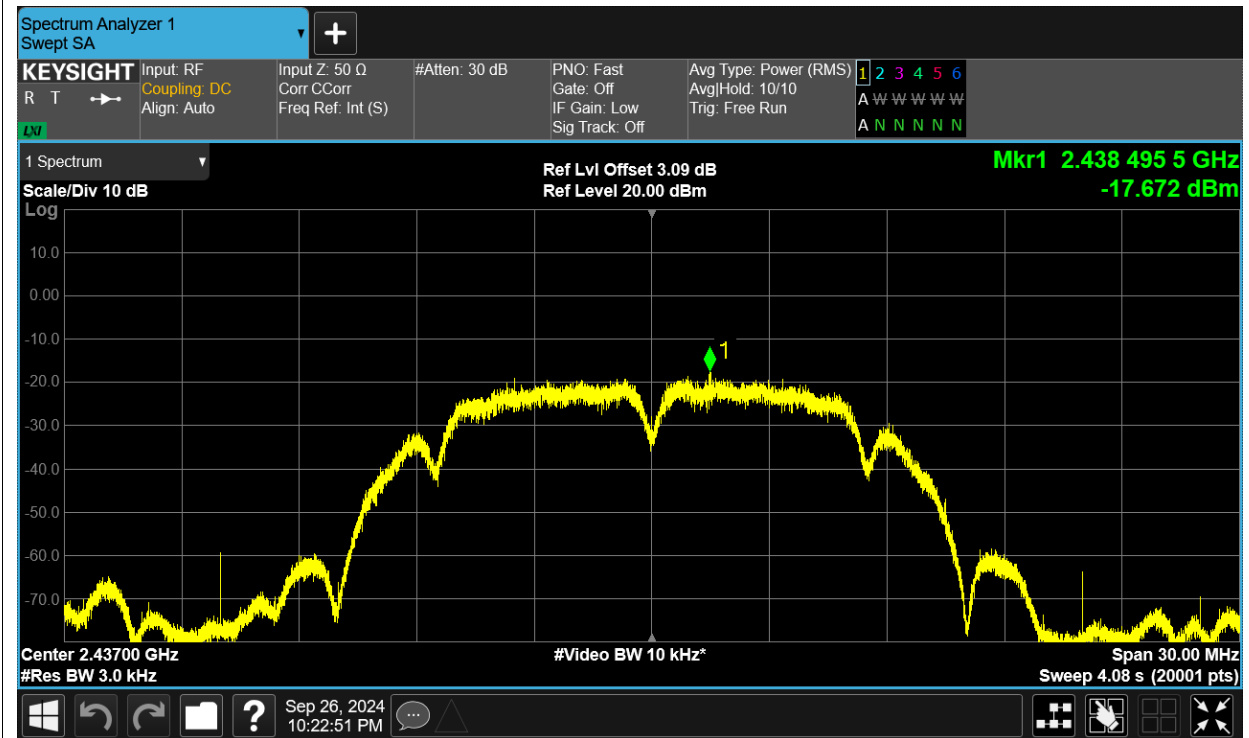 Spectrum Analyzer 1
Swept SA
KEYSIGHT
R T
LXI
Input: RF
Coupling: DC
Align: Auto
Input Z: 50 Ω
Corr CCorr
Freq Ref: Int (S)
#Atten: 30 dB
PNO: Fast
Gate: Off
IF Gain: Low
Sig Track: Off
Avg Type: Power (RMS)
Avg|Hold: 10/10
Trig: Free Run
1 2 3 4 5 6
A W W W W W
A N N N N N
1 Spectrum
Scale/Div 10 dB
Log
Ref Lvl Offset 3.09 dB
Ref Level 20.00 dBm
Mkr1 2.438 495 5 GHz
-17.672 dBm
10.0
0.00
-10.0
1
-20.0
-30.0
-40.0
-50.0
-60.0
-70.0
Center 2.43700 GHz
#Res BW 3.0 kHz
#Video BW 10 kHz*
Span 30.00 MHz
Sweep 4.08 s (20001 pts)
?
Sep 26, 2024
10:22:51 PM